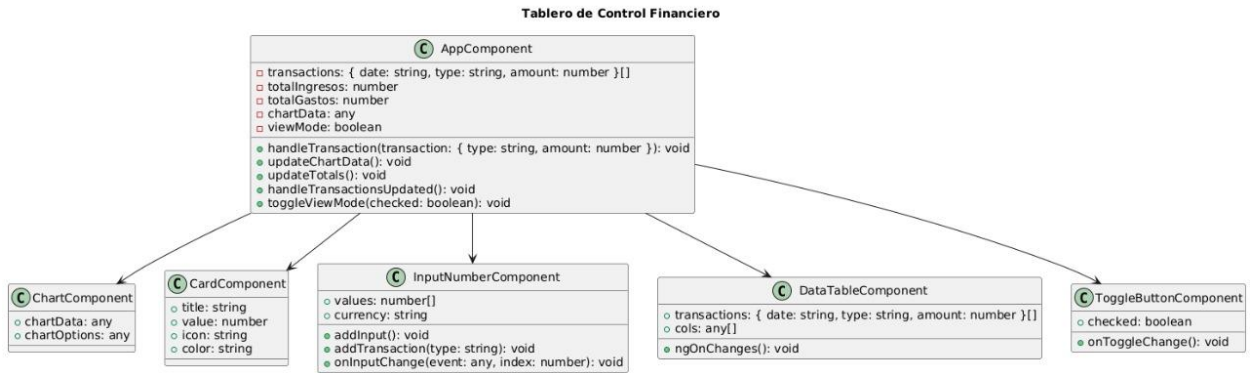 Tablero de Control Financiero
C AppComponent
transactions: { date: string, type: string, amount: number }[]
totalIngresos: number
totalGastos: number
chartData: any
viewMode: boolean
handleTransaction(transaction: { type: string, amount: number }): void
updateChartData(): void
updateTotals(): void
handleTransactionsUpdated(): void
toggleViewMode(checked: boolean): void
C ChartComponent
chartData: any
chartOptions: any
C CardComponent
title: string
value: number
icon: string
color: string
C InputNumberComponent
values: number[]
currency: string
addInput(): void
addTransaction(type: string): void
onInputChange(event: any, index: number): void
C DataTableComponent
transactions: { date: string, type: string, amount: number }[]
cols: any[]
ngOnChanges(): void
C ToggleButtonComponent
checked: boolean
onToggleChange(): void